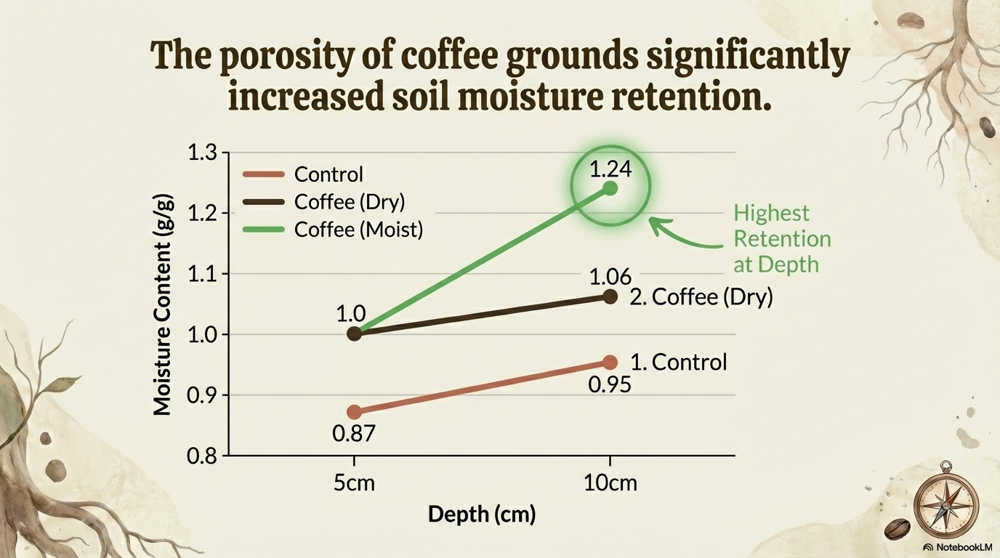 The porosity of coffee grounds significantly
increased soil moisture retention.
Moisture Content (g/g)
1.3
1.2
1.1
1.0
0.9
0.8
Control
Coffee (Dry)
Coffee (Moist)
1.24
Highest
Retention
at Depth
1.06
2. Coffee (Dry)
1.0
1. Control
0.95
0.87
5cm
10cm
Depth (cm)
NotebookLM